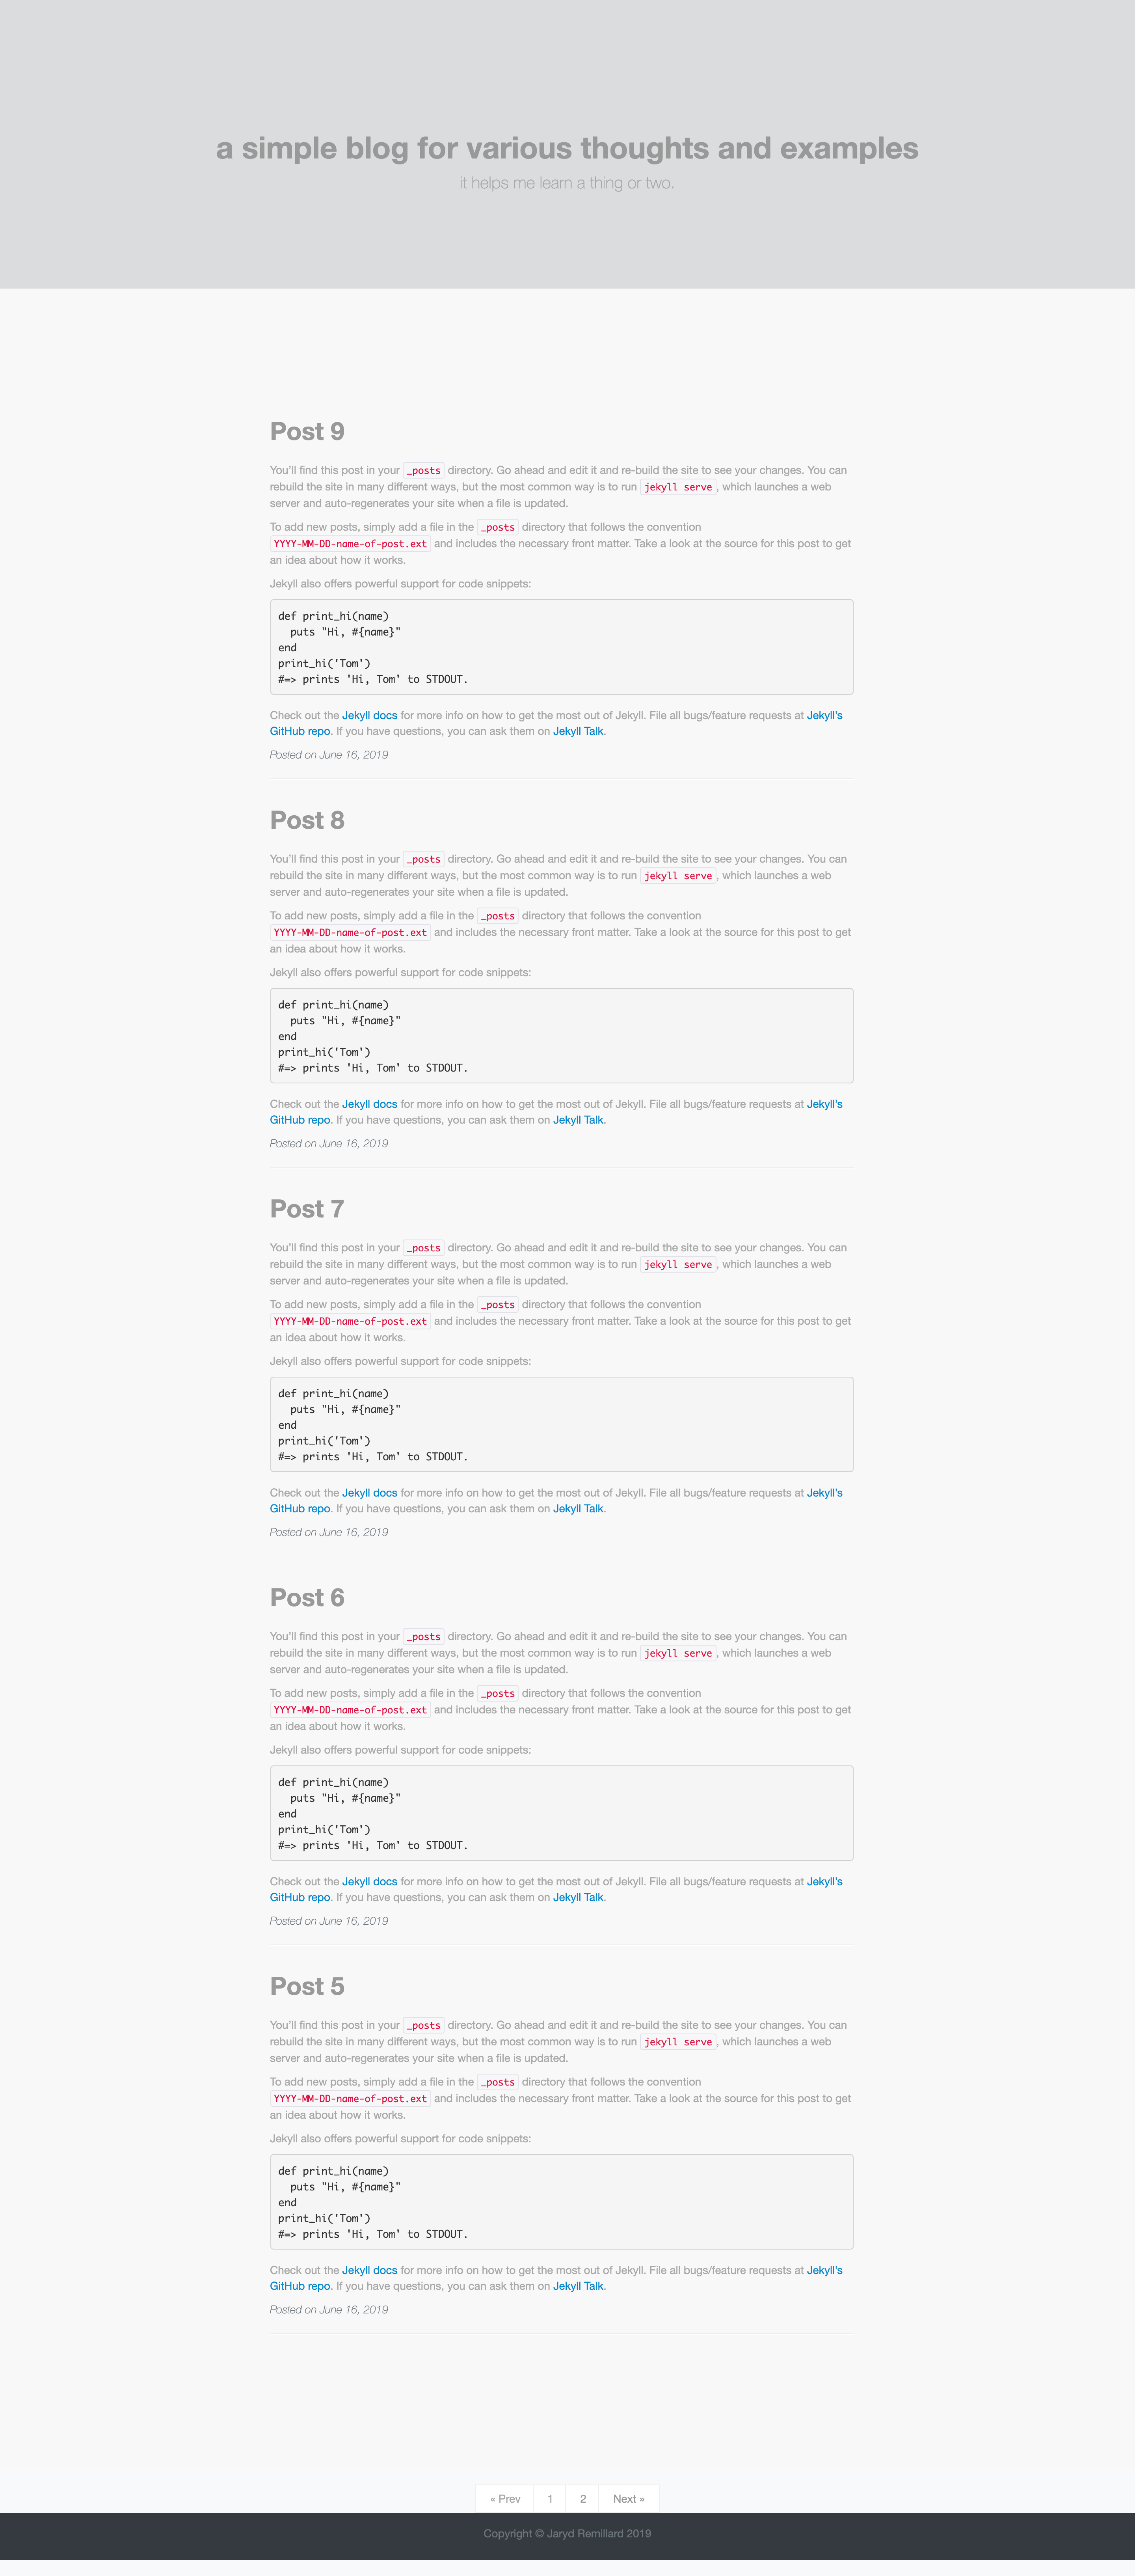 a simple blog for various thoughts and examples
it helps me learn a thing or two.
Post 9
You’ll find this post in your _posts directory. Go ahead and edit it and re-build the site to see your changes. You can
rebuild the site in many different ways, but the most common way is to run jekyll serve, which launches a web
server and auto-regenerates your site when a file is updated.
To add new posts, simply add a file in the _posts directory that follows the convention
YYYY-MM-DD-name-of-post.ext and includes the necessary front matter. Take a look at the source for this post to get
an idea about how it works.
Jekyll also offers powerful support for code snippets:
def print_hi(name)
  puts "Hi, #{name}"
end
print_hi('Tom')
#=> prints 'Hi, Tom' to STDOUT.
Check out the Jekyll docs for more info on how to get the most out of Jekyll. File all bugs/feature requests at Jekyll’s
GitHub repo. If you have questions, you can ask them on Jekyll Talk.
Posted on June 16, 2019
Post 8
You’ll find this post in your _posts directory. Go ahead and edit it and re-build the site to see your changes. You can
rebuild the site in many different ways, but the most common way is to run jekyll serve, which launches a web
server and auto-regenerates your site when a file is updated.
To add new posts, simply add a file in the _posts directory that follows the convention
YYYY-MM-DD-name-of-post.ext and includes the necessary front matter. Take a look at the source for this post to get
an idea about how it works.
Jekyll also offers powerful support for code snippets:
def print_hi(name)
  puts "Hi, #{name}"
end
print_hi('Tom')
#=> prints 'Hi, Tom' to STDOUT.
Check out the Jekyll docs for more info on how to get the most out of Jekyll. File all bugs/feature requests at Jekyll’s
GitHub repo. If you have questions, you can ask them on Jekyll Talk.
Posted on June 16, 2019
Post 7
You’ll find this post in your _posts directory. Go ahead and edit it and re-build the site to see your changes. You can
rebuild the site in many different ways, but the most common way is to run jekyll serve, which launches a web
server and auto-regenerates your site when a file is updated.
To add new posts, simply add a file in the _posts directory that follows the convention
YYYY-MM-DD-name-of-post.ext and includes the necessary front matter. Take a look at the source for this post to get
an idea about how it works.
Jekyll also offers powerful support for code snippets:
def print_hi(name)
  puts "Hi, #{name}"
end
print_hi('Tom')
#=> prints 'Hi, Tom' to STDOUT.
Check out the Jekyll docs for more info on how to get the most out of Jekyll. File all bugs/feature requests at Jekyll’s
GitHub repo. If you have questions, you can ask them on Jekyll Talk.
Posted on June 16, 2019
Post 6
You’ll find this post in your _posts directory. Go ahead and edit it and re-build the site to see your changes. You can
rebuild the site in many different ways, but the most common way is to run jekyll serve, which launches a web
server and auto-regenerates your site when a file is updated.
To add new posts, simply add a file in the _posts directory that follows the convention
YYYY-MM-DD-name-of-post.ext and includes the necessary front matter. Take a look at the source for this post to get
an idea about how it works.
Jekyll also offers powerful support for code snippets:
def print_hi(name)
  puts "Hi, #{name}"
end
print_hi('Tom')
#=> prints 'Hi, Tom' to STDOUT.
Check out the Jekyll docs for more info on how to get the most out of Jekyll. File all bugs/feature requests at Jekyll’s
GitHub repo. If you have questions, you can ask them on Jekyll Talk.
Posted on June 16, 2019
Post 5
You’ll find this post in your _posts directory. Go ahead and edit it and re-build the site to see your changes. You can
rebuild the site in many different ways, but the most common way is to run jekyll serve, which launches a web
server and auto-regenerates your site when a file is updated.
To add new posts, simply add a file in the _posts directory that follows the convention
YYYY-MM-DD-name-of-post.ext and includes the necessary front matter. Take a look at the source for this post to get
an idea about how it works.
Jekyll also offers powerful support for code snippets:
def print_hi(name)
  puts "Hi, #{name}"
end
print_hi('Tom')
#=> prints 'Hi, Tom' to STDOUT.
Check out the Jekyll docs for more info on how to get the most out of Jekyll. File all bugs/feature requests at Jekyll’s
GitHub repo. If you have questions, you can ask them on Jekyll Talk.
Posted on June 16, 2019
« Prev 1 2 Next »
Copyright © Jaryd Remillard 2019